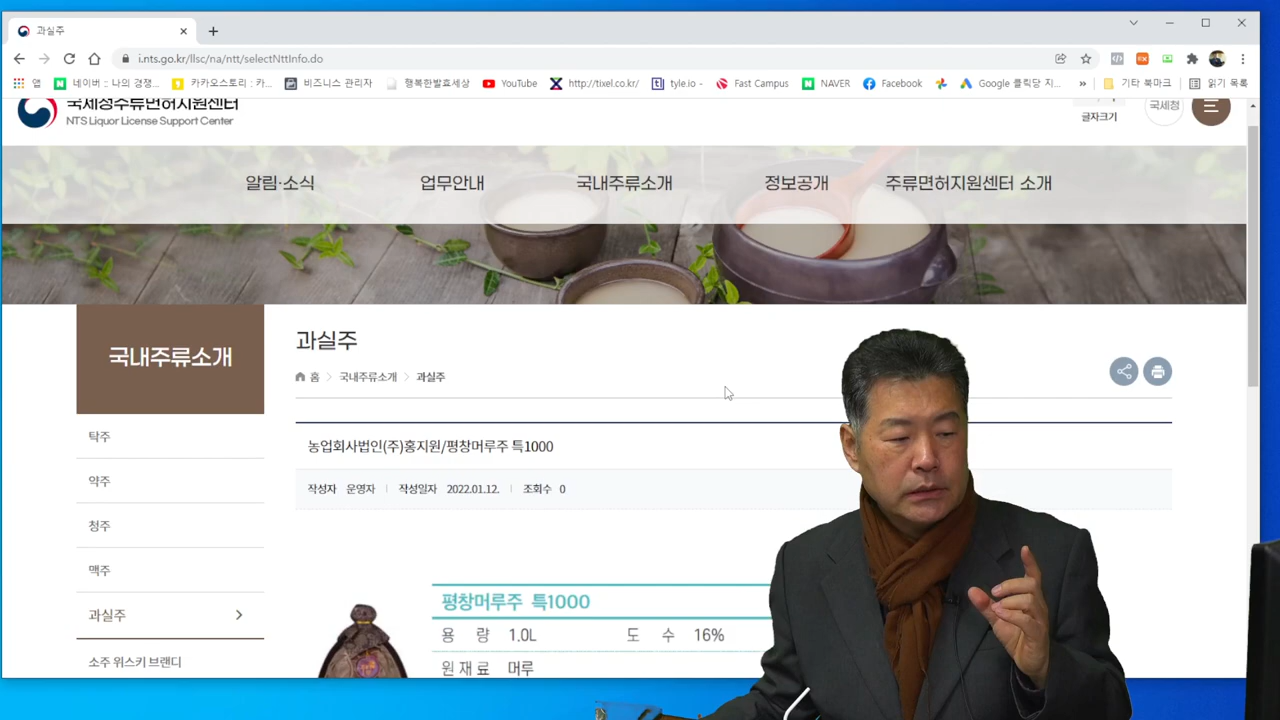 과실주
i.nts.go.kr/llsc/na/ntt/selectNttInfo.do
앱
네이버 :: 나의 경쟁...
카카오스토리 : 카...
비즈니스 관리자
행복한발효세상
YouTube
http://tixel.co.kr/
tyle.io -
Fast Campus
NAVER
Facebook
Google 클릭당 지...
»
기타 북마크
읽기 목록
국세청주류면허지원센터
NTS Liquor License Support Center
글자크기
국세청
알림·소식
업무안내
국내주류소개
정보공개
주류면허지원센터 소개
국내주류소개
탁주
약주
청주
맥주
과실주
소주 위스키 브랜디
과실주
홈 > 국내주류소개 > 과실주
농업회사법인(주)홍지원/평창머루주 특1000
작성자 운영자 | 작성일자 2022.01.12. | 조회수 0
평창머루주 특1000
용 량 1.0L 도 수 16%
원재료 머루